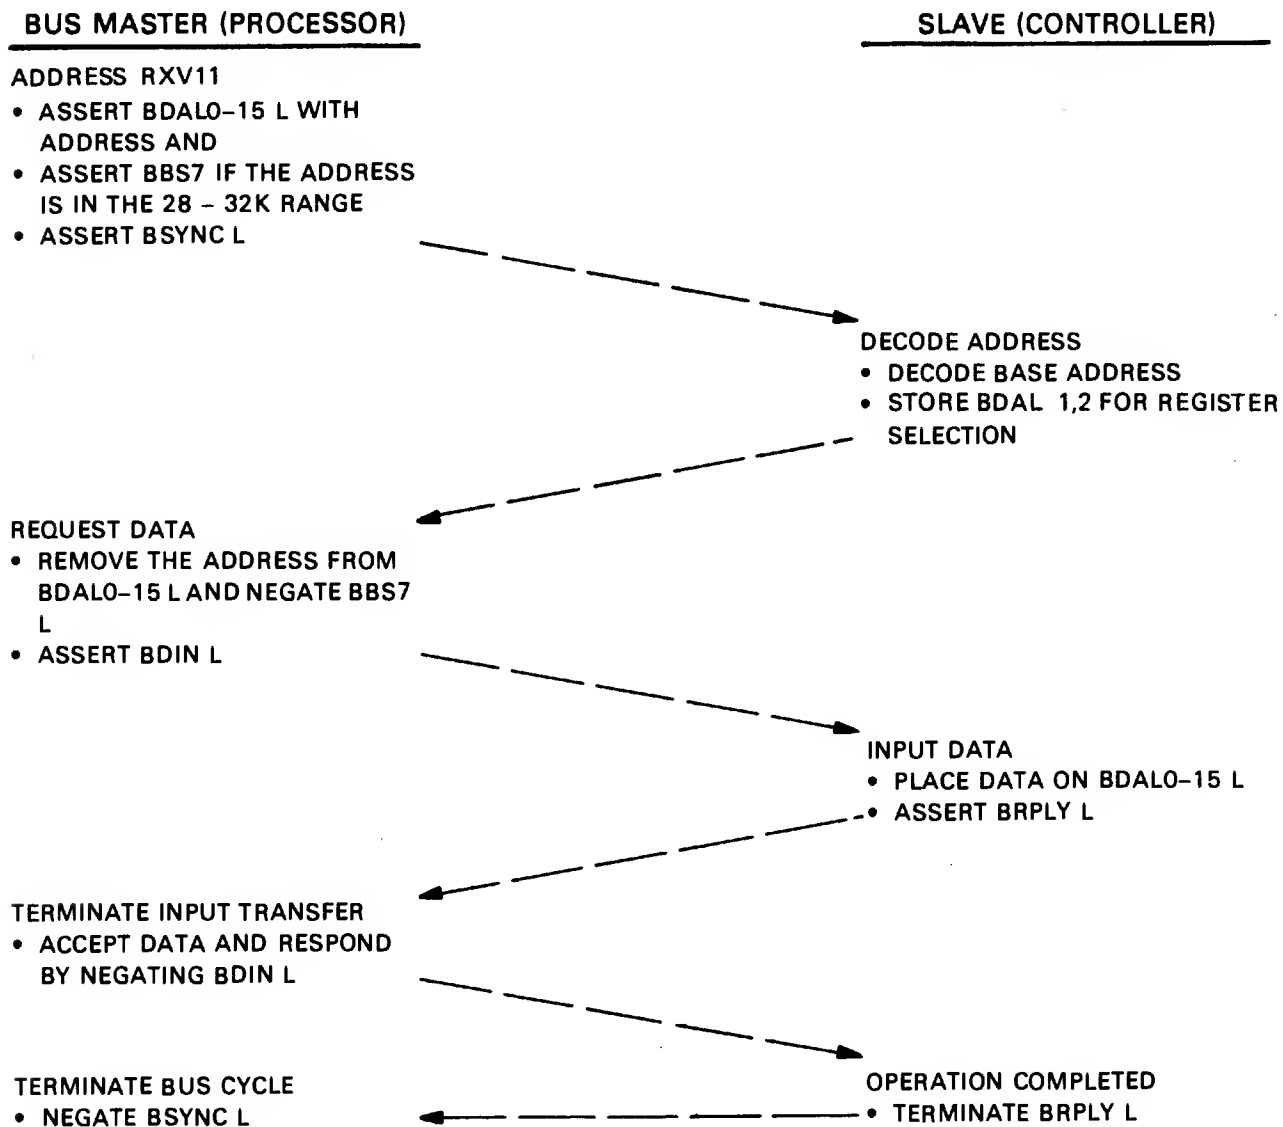 BUS MASTER (PROCESSOR)
SLAVE (CONTROLLER)
ADDRESS RXV11
• ASSERT BDAL0–15 L WITH
ADDRESS AND
• ASSERT BBS7 IF THE ADDRESS
IS IN THE 28 – 32K RANGE
• ASSERT BSYNC L
DECODE ADDRESS
• DECODE BASE ADDRESS
• STORE BDAL 1,2 FOR REGISTER
SELECTION
REQUEST DATA
• REMOVE THE ADDRESS FROM
BDAL0–15 L AND NEGATE BBS7
L
• ASSERT BDIN L
INPUT DATA
• PLACE DATA ON BDAL0–15 L
• ASSERT BRPLY L
TERMINATE INPUT TRANSFER
• ACCEPT DATA AND RESPOND
BY NEGATING BDIN L
OPERATION COMPLETED
• TERMINATE BRPLY L
TERMINATE BUS CYCLE
• NEGATE BSYNC L